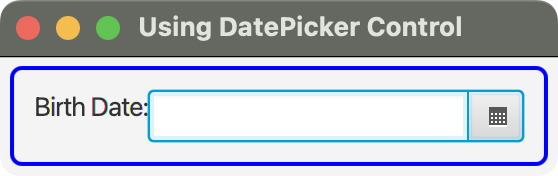 Using DatePicker Control
Birth Date: